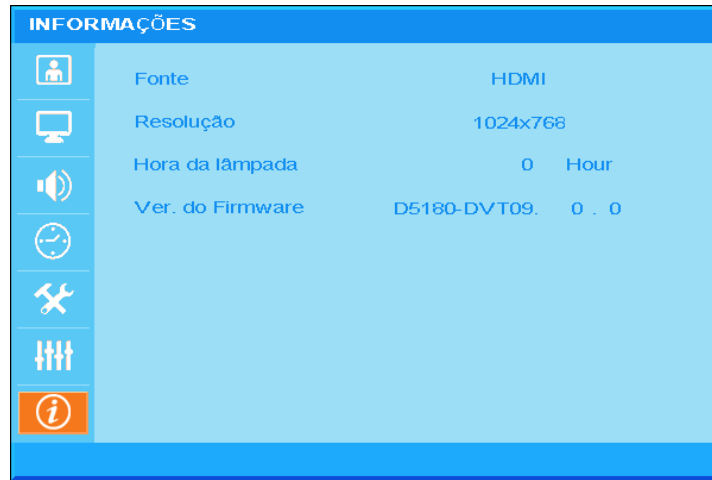 INFORMAÇÕES
Fonte HDMI
Resolução 1024x768
Hora da lâmpada 0 Hour
Ver. do Firmware D5180-DVT09. 0 . 0